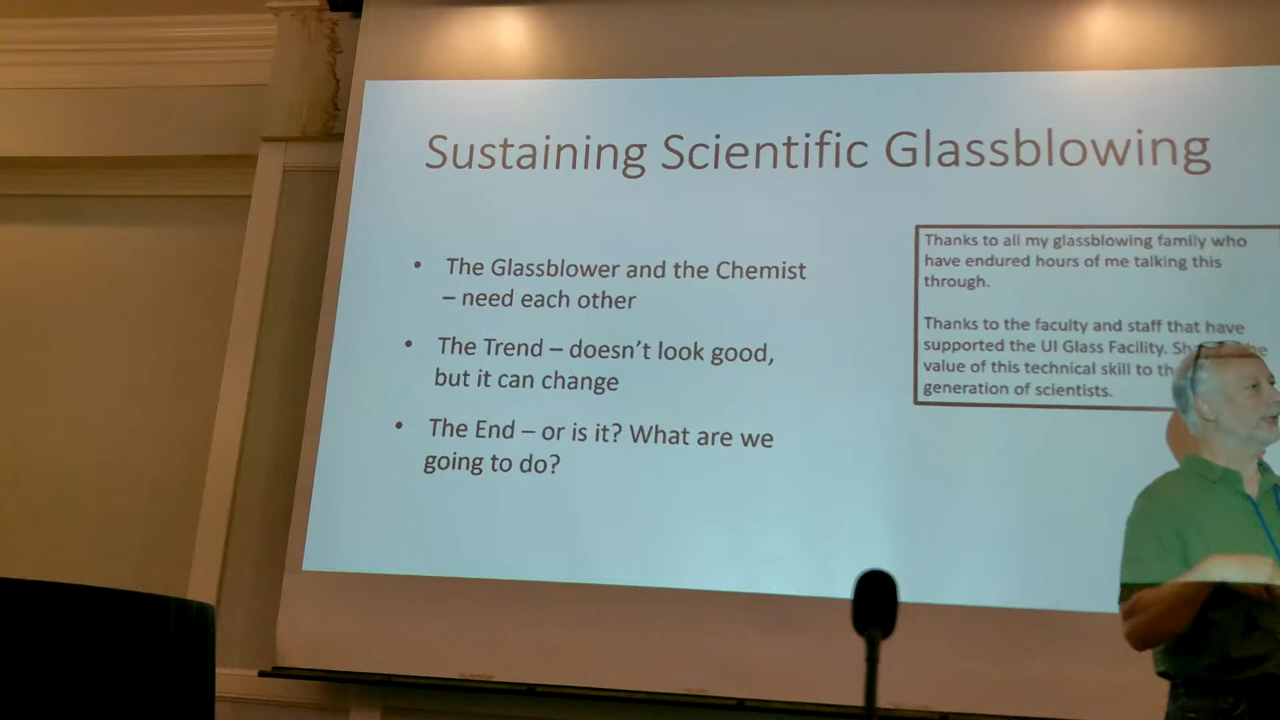 Sustaining Scientific Glassblowing
• The Glassblower and the Chemist
– need each other
• The Trend – doesn't look good,
but it can change
• The End – or is it? What are we
going to do?
Thanks to all my glassblowing family who
have endured hours of me talking this
through.
Thanks to the faculty and staff that have
supported the UI Glass Facility.
value of this technical skill to
generation of scientists.